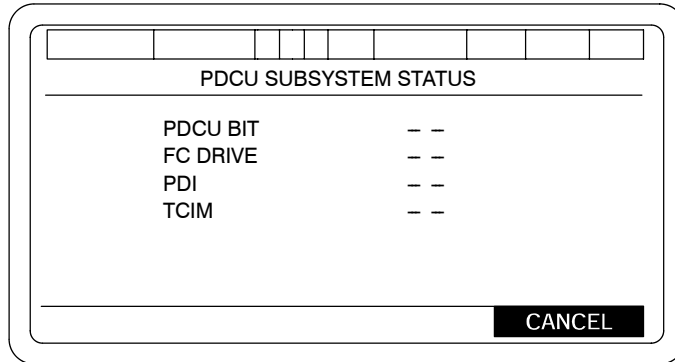 PDCU SUBSYSTEM STATUS
PDCU BIT – –
FC DRIVE – –
PDI – –
TCIM – –
CANCEL